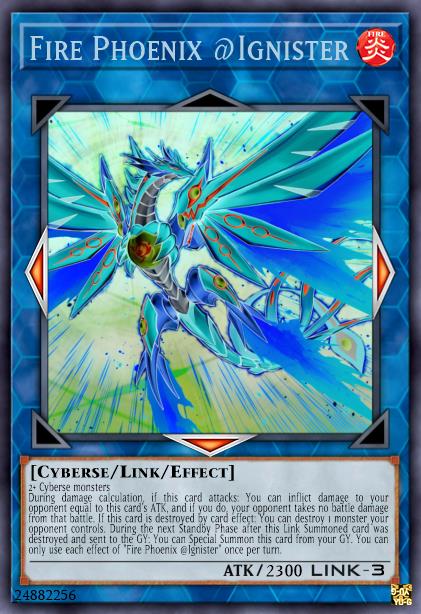 Fire Phoenix @Ignister
FIRE
炎
[Cyberse/Link/Effect]
2+ Cyberse monsters
During damage calculation, if this card attacks: You can inflict damage to your
opponent equal to this card's ATK, and if you do, your opponent takes no battle damage
from that battle. If this card is destroyed by card effect: You can destroy 1 monster your
opponent controls. During the next Standby Phase after this Link Summoned card was
destroyed and sent to the GY: You can Special Summon this card from your GY. You can
only use each effect of "Fire Phoenix @Ignister" once per turn.
ATK/2300 LINK-3
24882256